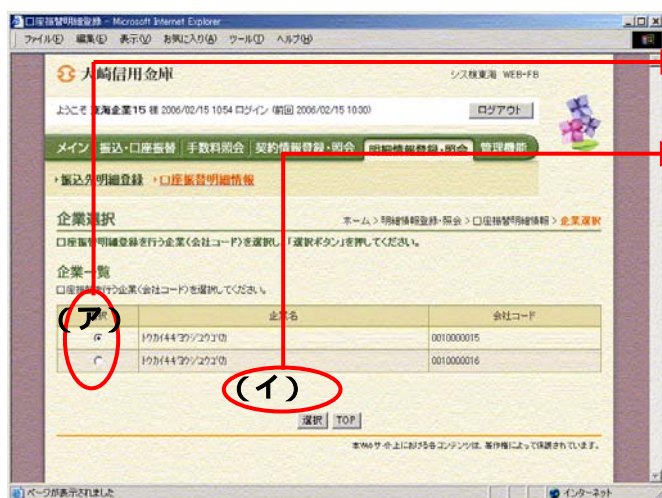 口座振替明細登録 - Microsoft Internet Explorer
ファイル(F) 編集(E) 表示(V) お気に入り(A) ツール(T) ヘルプ(H)
大崎信用金庫
シス検東海 WEB-FB
ようこそ 東海企業15 様 2006/02/15 10:54 ログイン (前回 2006/02/15 10:30)
ログアウト
メイン 振込・口座振替 手数料照会 契約情報登録・照会 明細情報登録・照会 管理機能
振込先明細登録 口座振替明細情報
企業選択
ホーム > 明細情報登録・照会 > 口座振替明細情報 > 企業選択
口座振替明細登録を行う企業(会社コード)を選択し、「選択ボタン」を押してください。
企業一覧
口座振替を行う企業(会社コード)を選択してください。
(ア)
択 企業名 会社コード
0010000015
0010000016
(イ)
選択 TOP
本Webサイト上における各コンテンツは、著作権によって保護されています。
ページが表示されました
インターネット